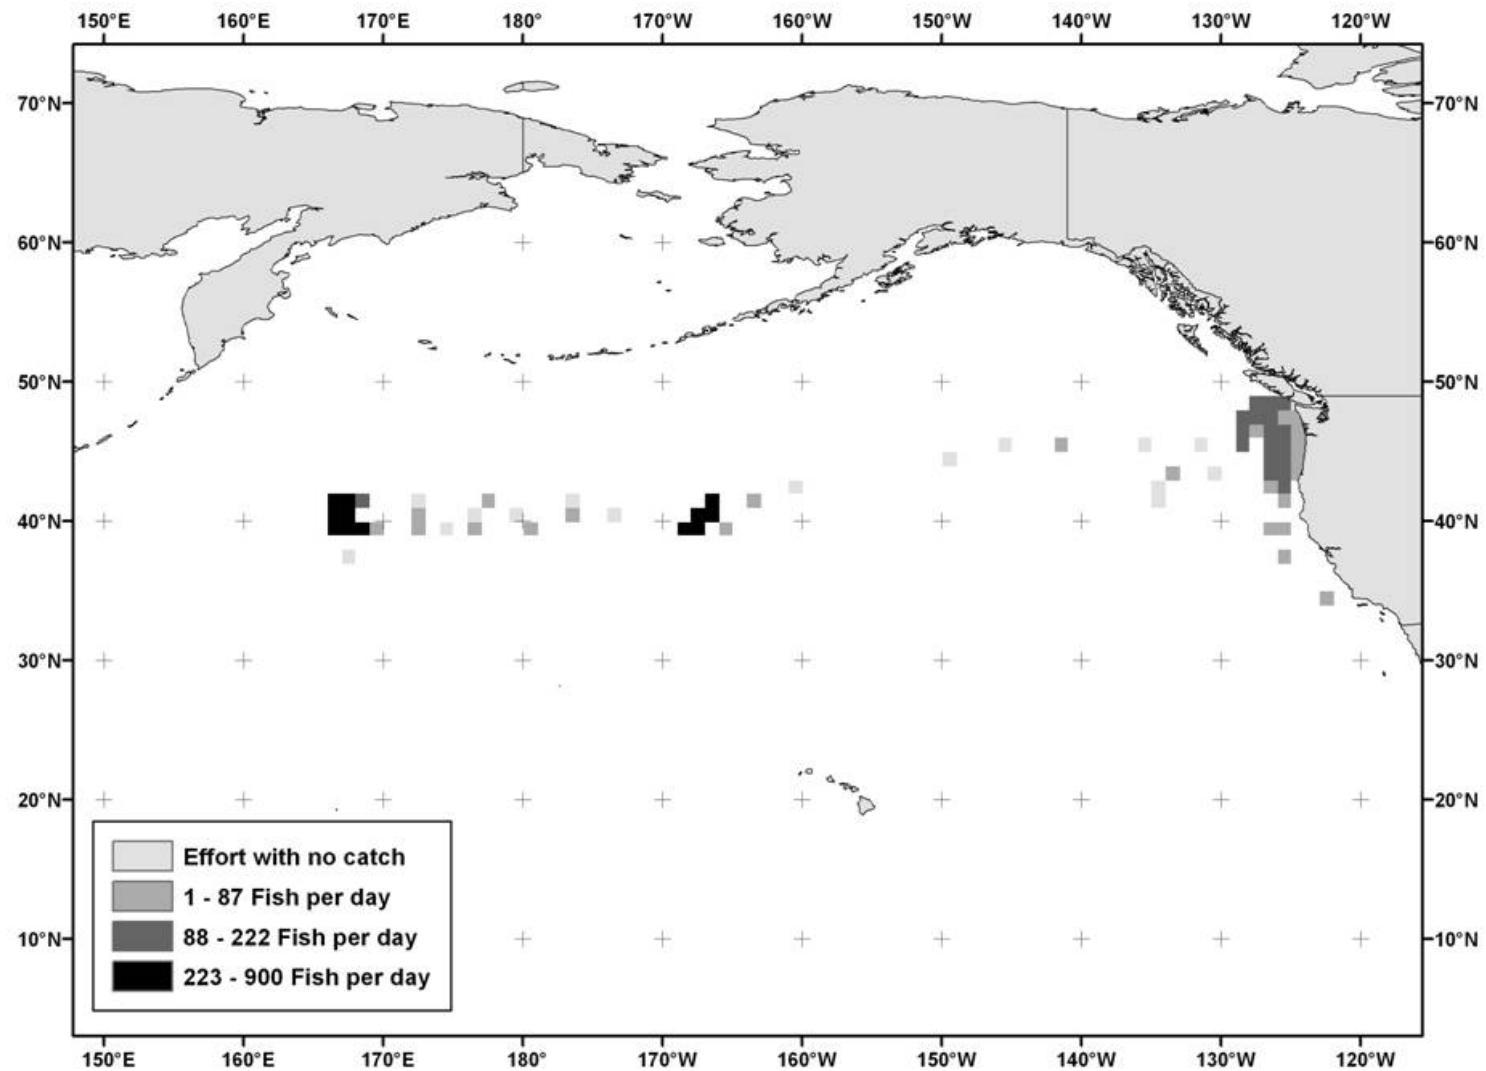 150°E 160°E 170°E 180° 170°W 160°W 150°W 140°W 130°W 120°W
70°N 70°N
60°N 60°N
50°N 50°N
40°N 40°N
30°N 30°N
20°N 20°N
10°N 10°N
Effort with no catch
1 - 87 Fish per day
88 - 222 Fish per day
223 - 900 Fish per day
150°E 160°E 170°E 180° 170°W 160°W 150°W 140°W 130°W 120°W